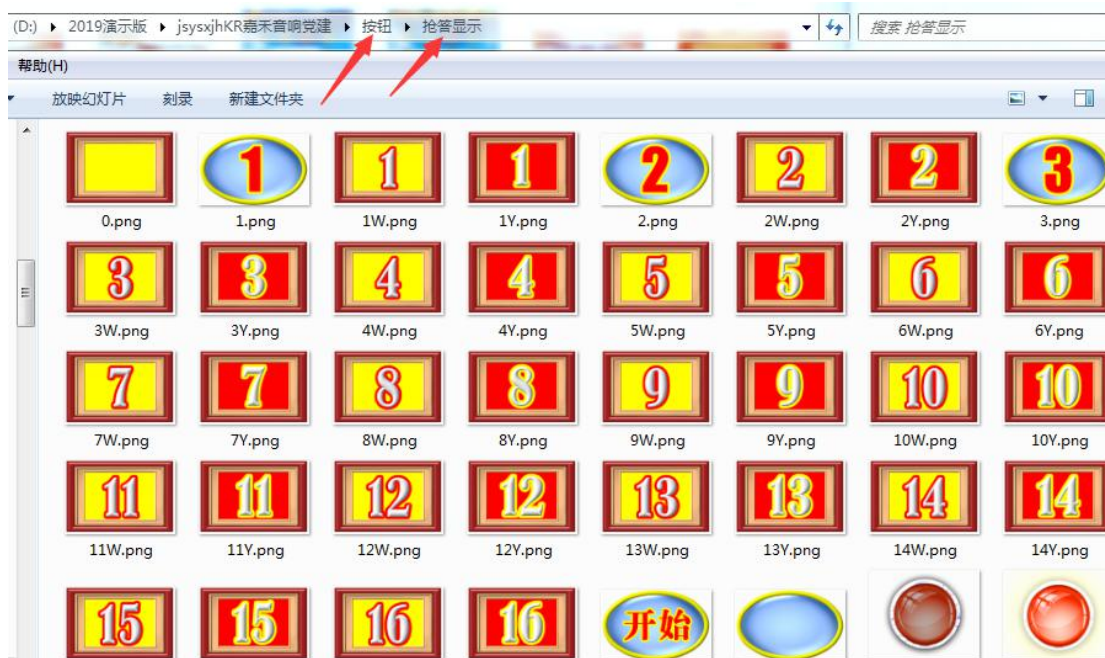 (D:) ▸ 2019演示版 ▸ jsysxjhKR嘉禾音响党建 ▸ 按钮 ▸ 抢答显示 搜索 抢答显示
帮助(H)
放映幻灯片 刻录 新建文件夹
1 1 1 2 2 2 3
0.png 1.png 1W.png 1Y.png 2.png 2W.png 2Y.png 3.png
3 3 4 4 5 5 6 6
3W.png 3Y.png 4W.png 4Y.png 5W.png 5Y.png 6W.png 6Y.png
7 7 8 8 9 9 10 10
7W.png 7Y.png 8W.png 8Y.png 9W.png 9Y.png 10W.png 10Y.png
11 11 12 12 13 13 14 14
11W.png 11Y.png 12W.png 12Y.png 13W.png 13Y.png 14W.png 14Y.png
15 15 16 16 开始